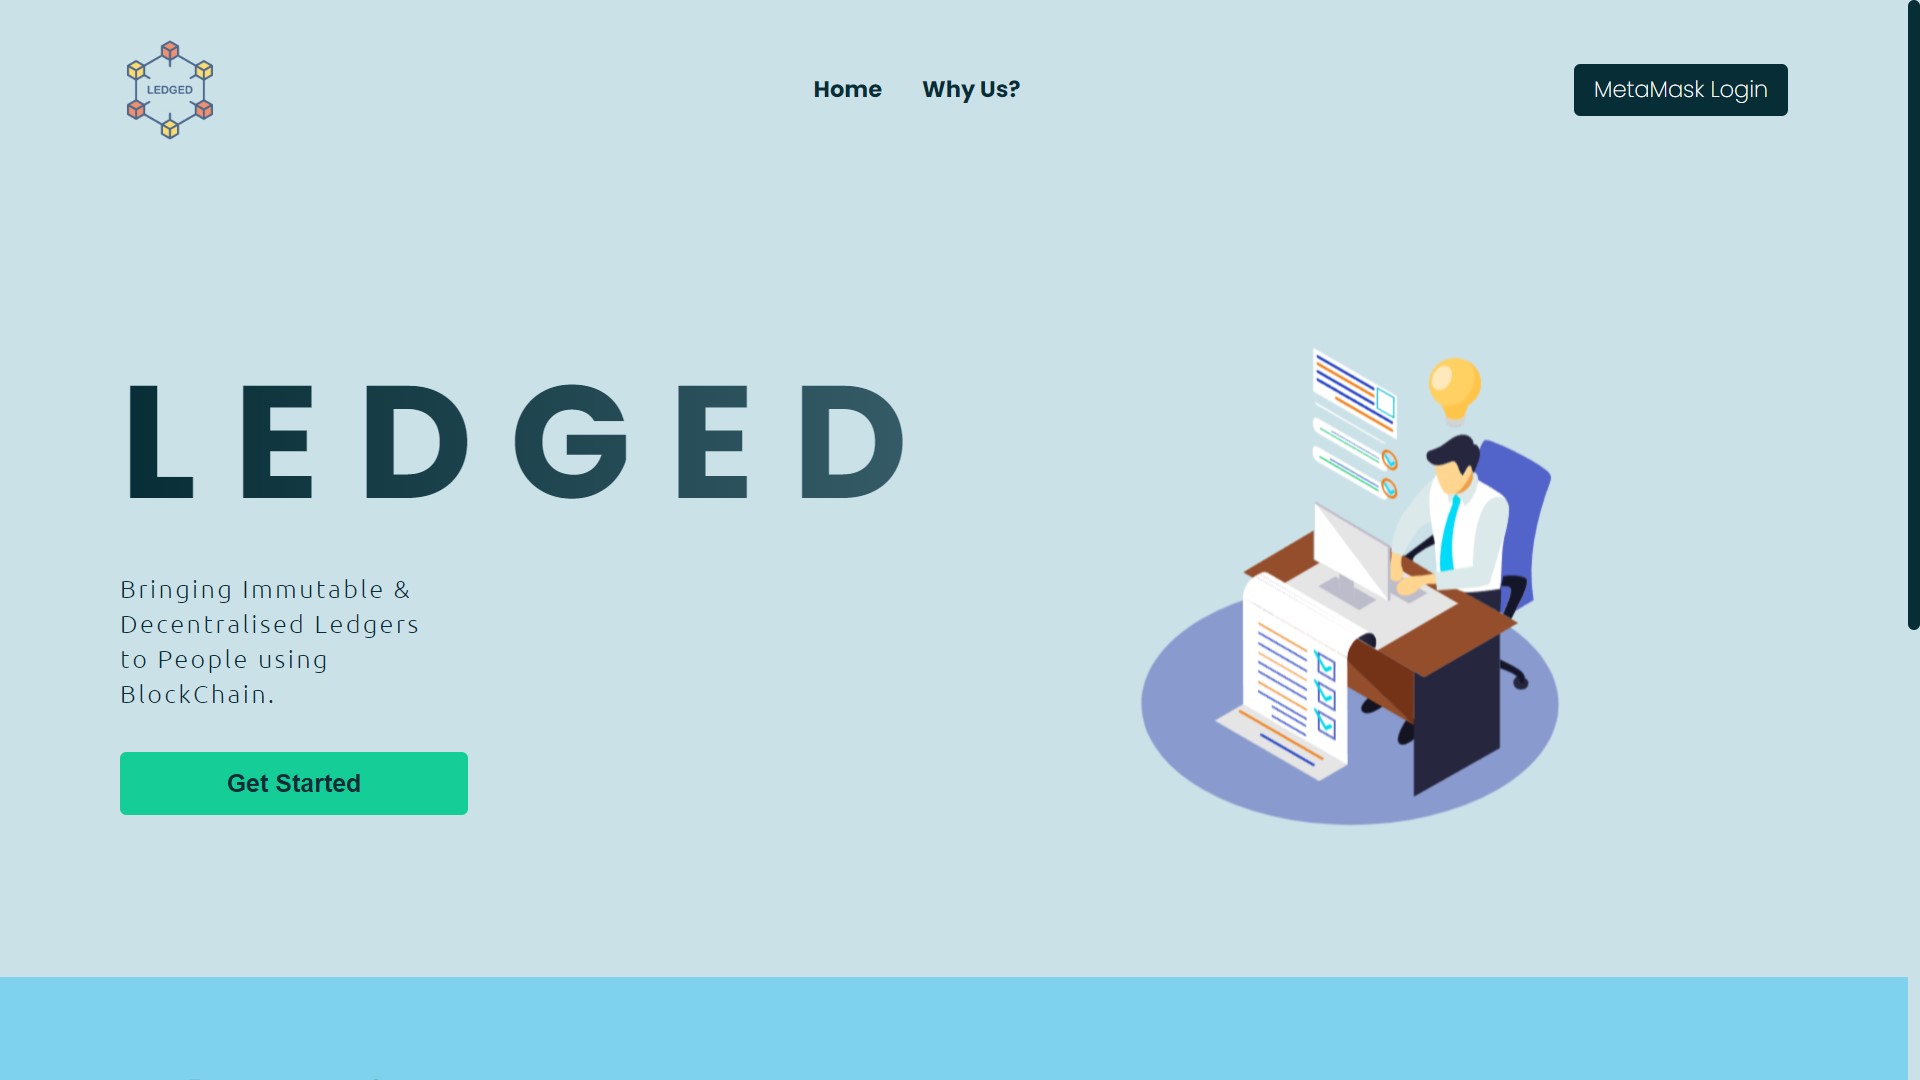 LEDGED
Home
Why Us?
MetaMask Login
LEDGED
Bringing Immutable &
Decentralised Ledgers
to People using
BlockChain.
Get Started